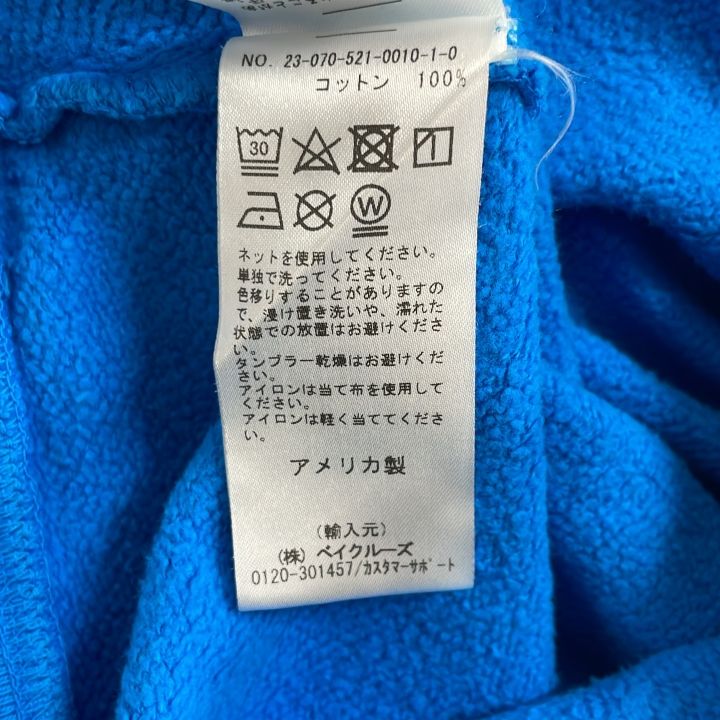 NO. 23-070-521-0010-1-0
コットン 100%
30
W
ネットを使用してください。
単独で洗ってください。
色移りすることがありますの
で、浸け置き洗いや、濡れた
状態での放置はお避けくださ
い。
タンブラー乾燥はお避けくだ
さい。
アイロンは当て布を使用して
ください。
アイロンは軽く当ててくださ
い。
アメリカ製
(輸入元)
(株) ベイクルーズ
0120-301457/カスタマーサポート